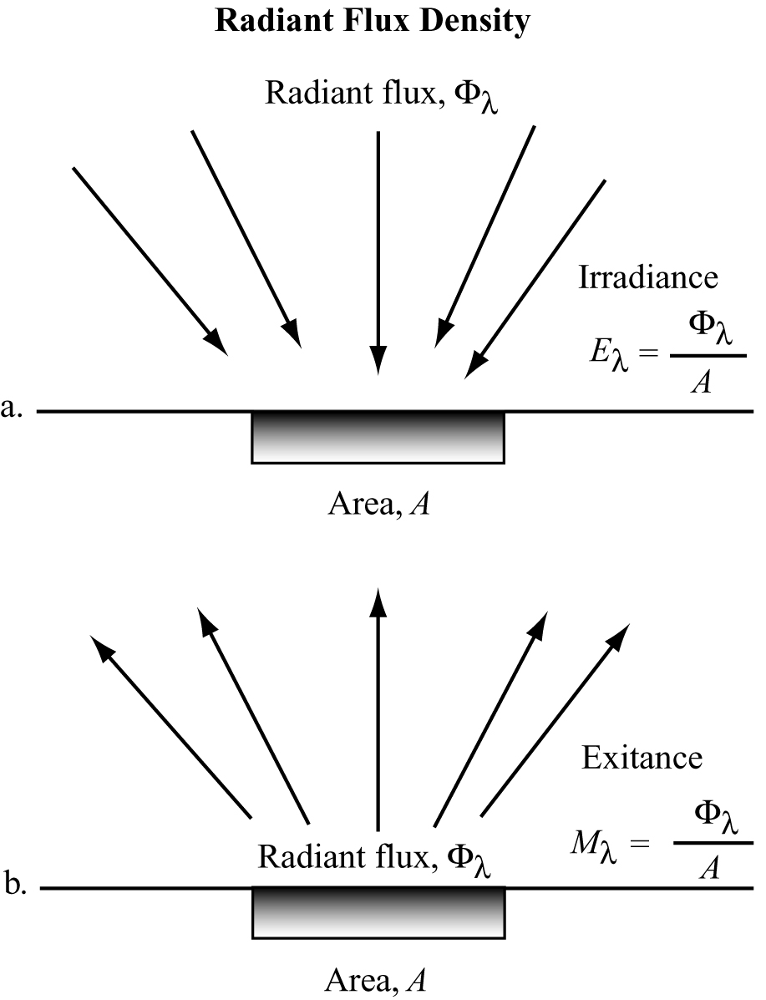 Radiant Flux Density
Radiant flux, Φλ
Irradiance
Eλ = Φλ / A
a.
Area, A
Exitance
Mλ = Φλ / A
Radiant flux, Φλ
b.
Area, A